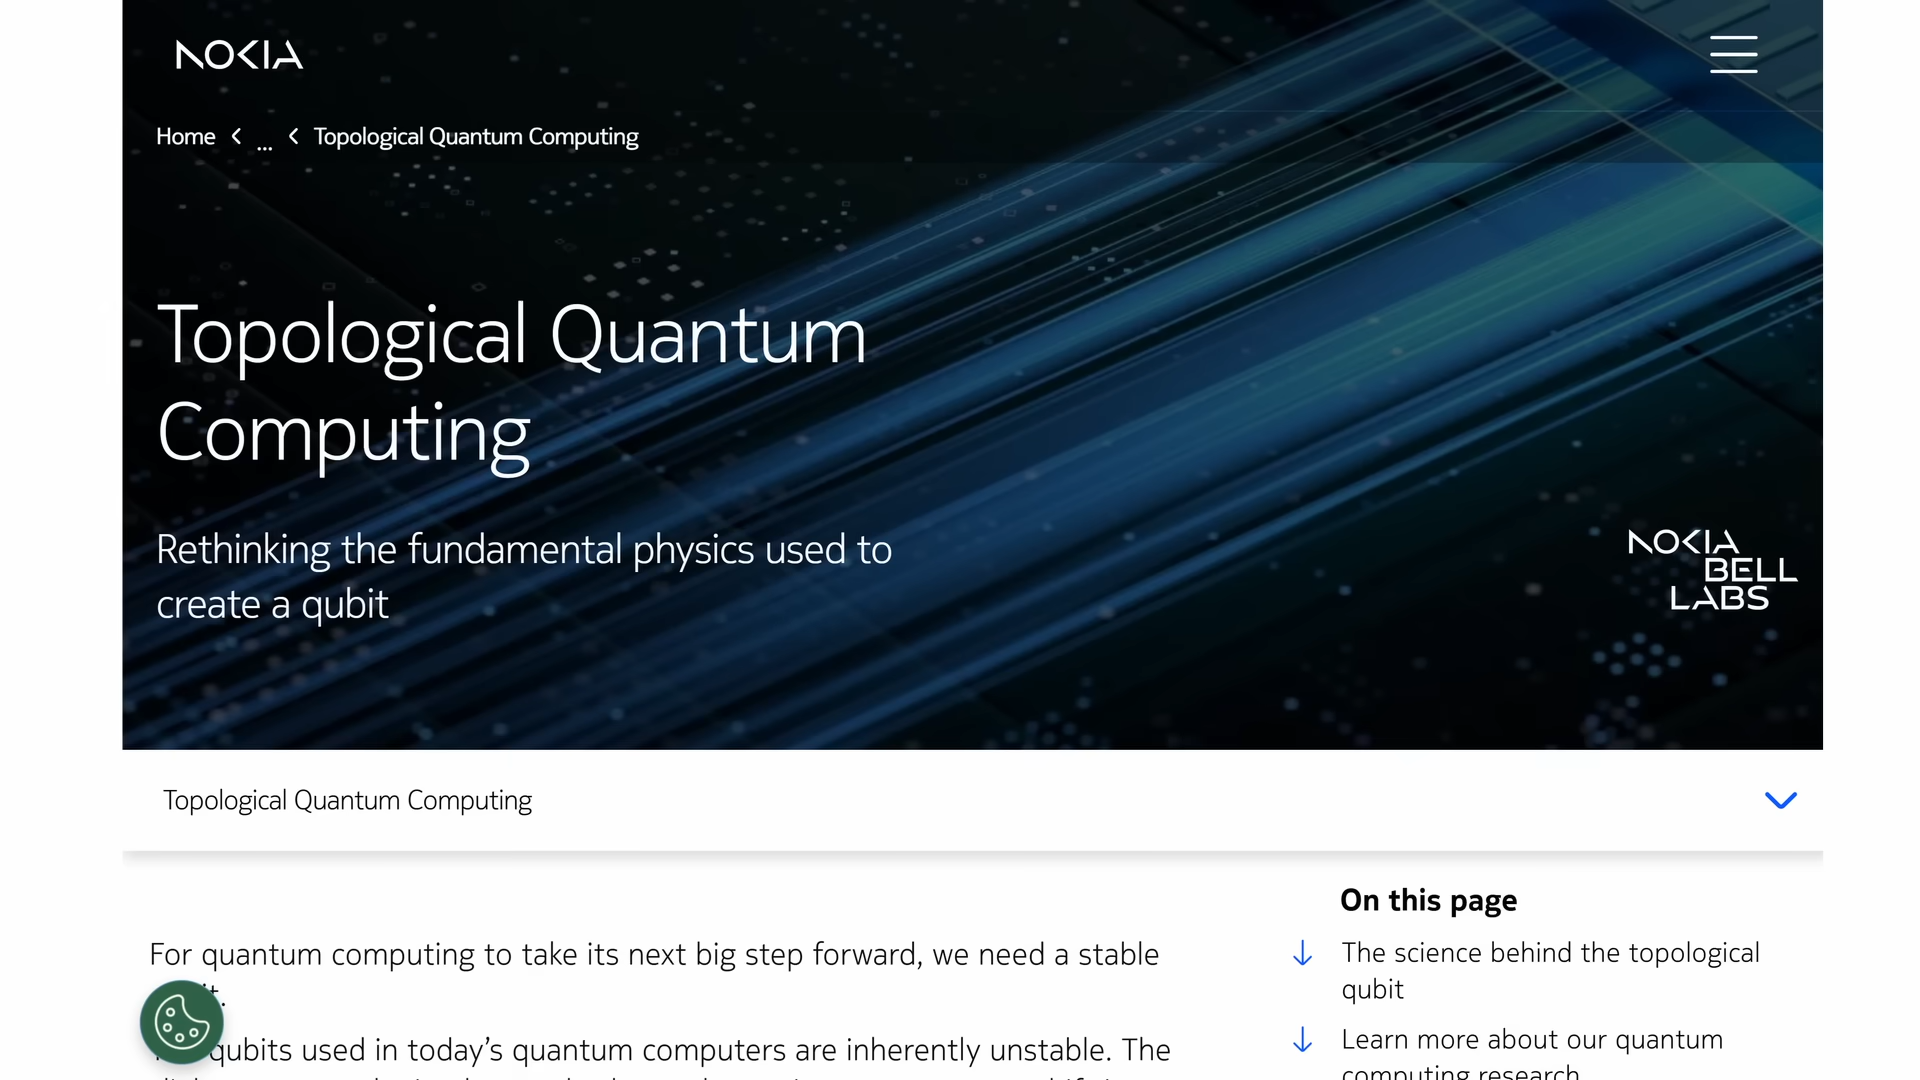 NOKIA
Home
...
Topological Quantum Computing
Topological Quantum
Computing
Rethinking the fundamental physics used to
create a qubit
NOKIA
BELL
LABS
Topological Quantum Computing
For quantum computing to take its next big step forward, we need a stable
qubits used in today’s quantum computers are inherently unstable. The
On this page
The science behind the topological
qubit
Learn more about our quantum
computing research